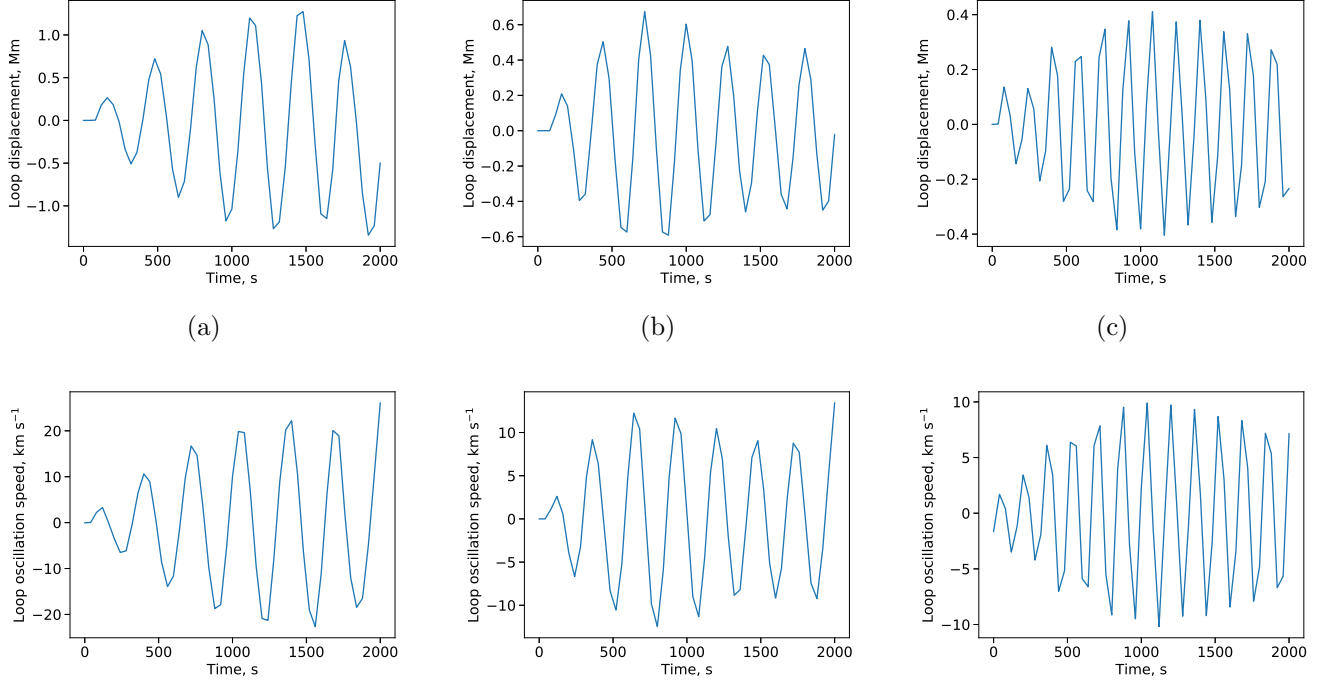 Loop displacement, Mm
1.0
0.5
0.0
−0.5
−1.0
0 500 1000 1500 2000
Time, s
(a)
Loop displacement, Mm
0.6
0.4
0.2
0.0
−0.2
−0.4
−0.6
0 500 1000 1500 2000
Time, s
(b)
Loop displacement, Mm
0.4
0.2
0.0
−0.2
−0.4
0 500 1000 1500 2000
Time, s
(c)
Loop oscillation speed, km s⁻¹
20
10
0
−10
−20
0 500 1000 1500 2000
Time, s
Loop oscillation speed, km s⁻¹
10
5
0
−5
−10
0 500 1000 1500 2000
Time, s
Loop oscillation speed, km s⁻¹
10
5
0
−5
−10
0 500 1000 1500 2000
Time, s